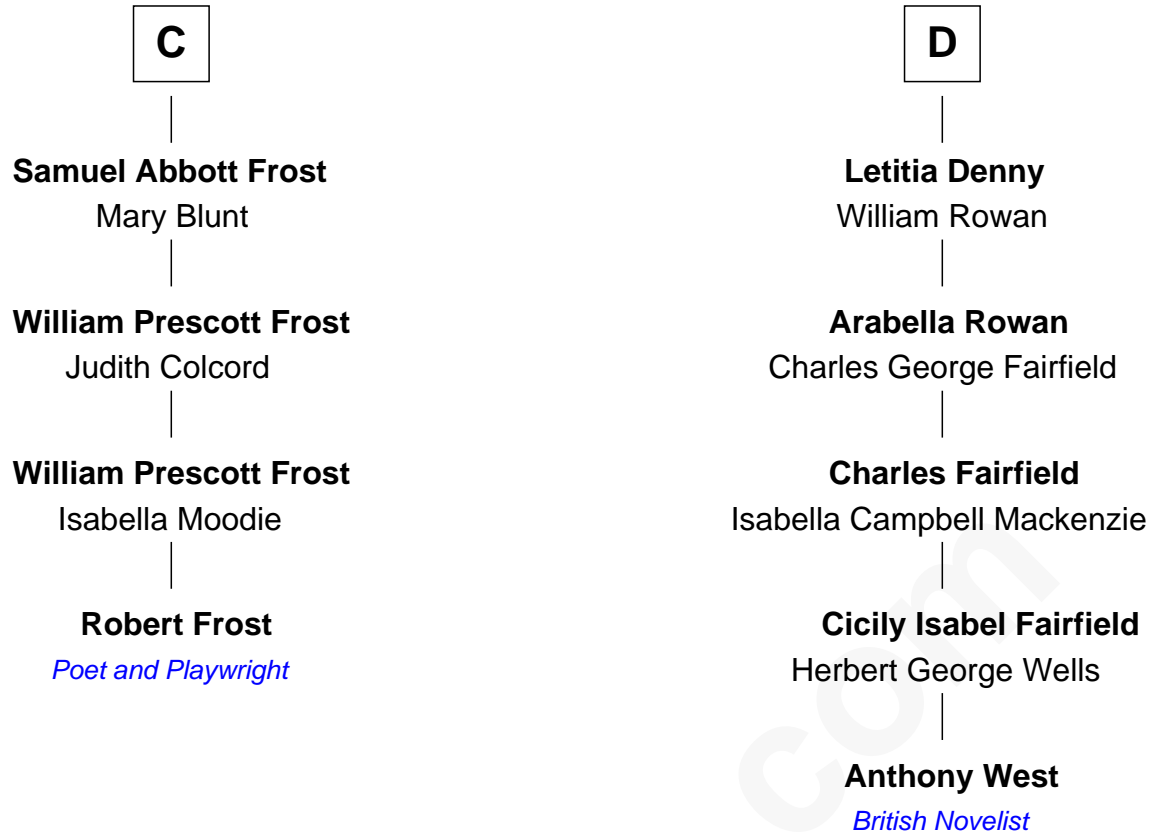 C
Samuel Abbott Frost
Mary Blunt
William Prescott Frost
Judith Colcord
William Prescott Frost
Isabella Moodie
Robert Frost
Poet and Playwright
D
Letitia Denny
William Rowan
Arabella Rowan
Charles George Fairfield
Charles Fairfield
Isabella Campbell Mackenzie
Cicily Isabel Fairfield
Herbert George Wells
Anthony West
British Novelist
com